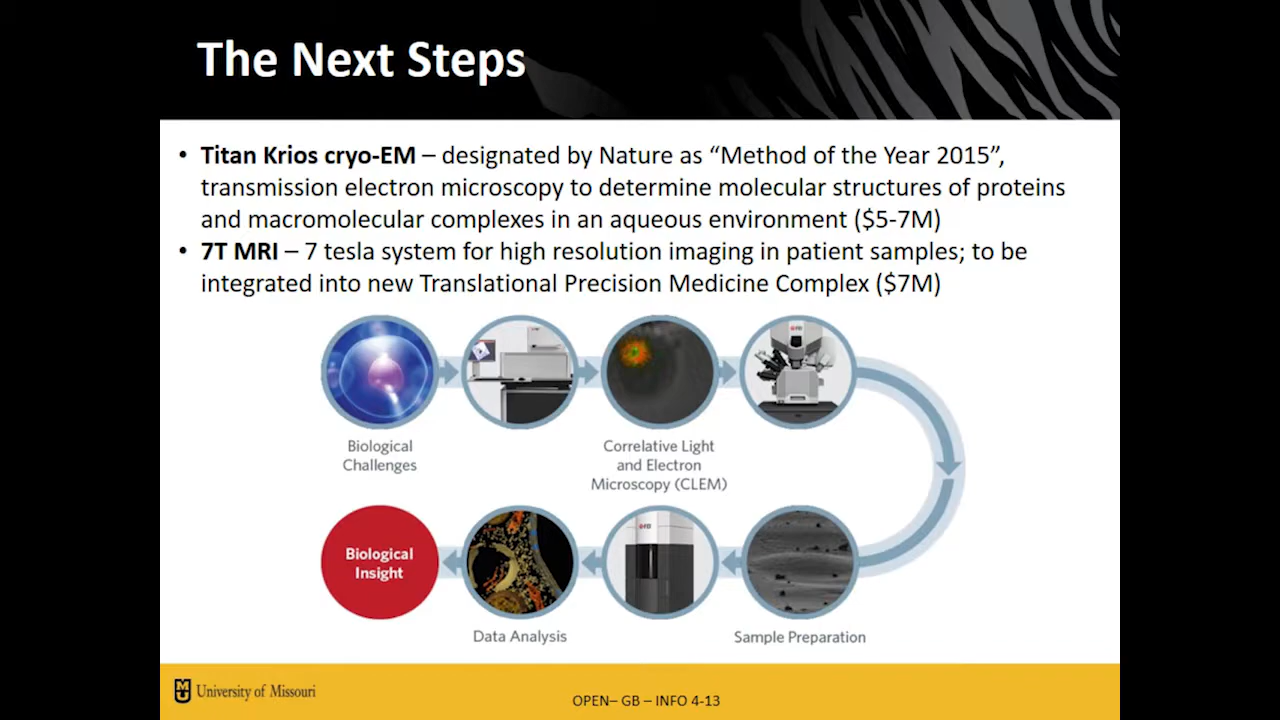 The Next Steps
• Titan Krios cryo-EM – designated by Nature as “Method of the Year 2015”,
transmission electron microscopy to determine molecular structures of proteins
and macromolecular complexes in an aqueous environment ($5-7M)
• 7T MRI – 7 tesla system for high resolution imaging in patient samples; to be
integrated into new Translational Precision Medicine Complex ($7M)
Biological
Challenges
Correlative Light
and Electron
Microscopy (CLEM)
Biological
Insight
Data Analysis
Sample Preparation
University of Missouri
OPEN– GB – INFO 4-13